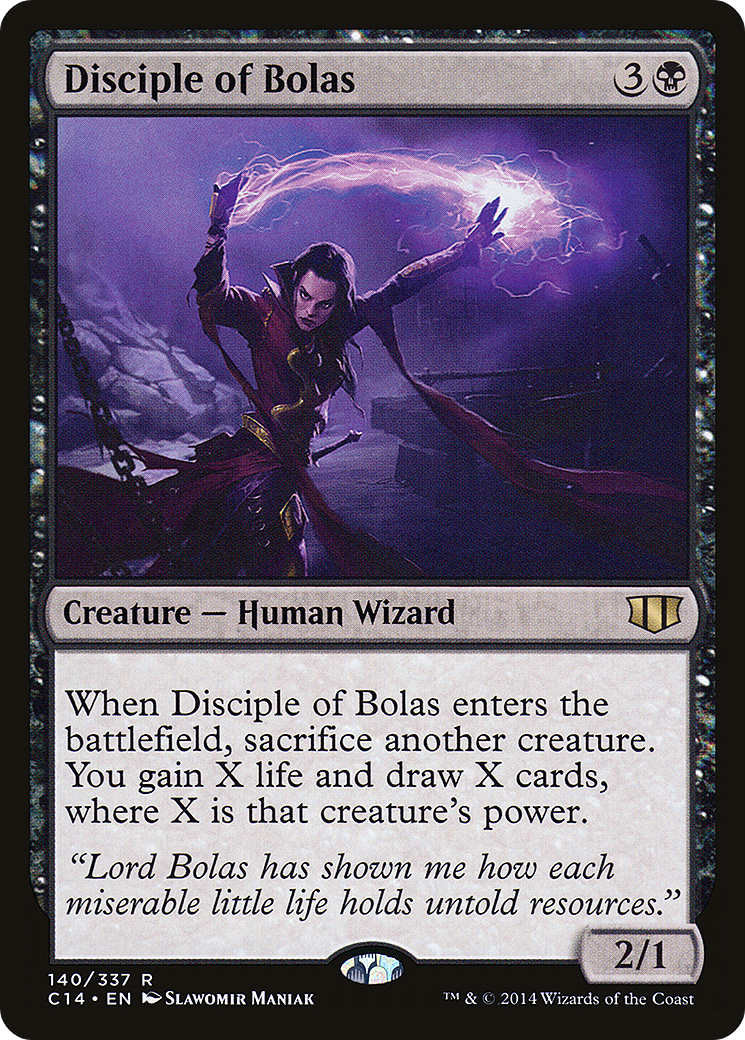 Disciple of Bolas 3
Creature — Human Wizard
When Disciple of Bolas enters the
battlefield, sacrifice another creature.
You gain X life and draw X cards,
where X is that creature's power.
“Lord Bolas has shown me how each
miserable little life holds untold resources.”
2/1
140/337 R
C14 • EN Slawomir Maniak
™ & © 2014 Wizards of the Coast